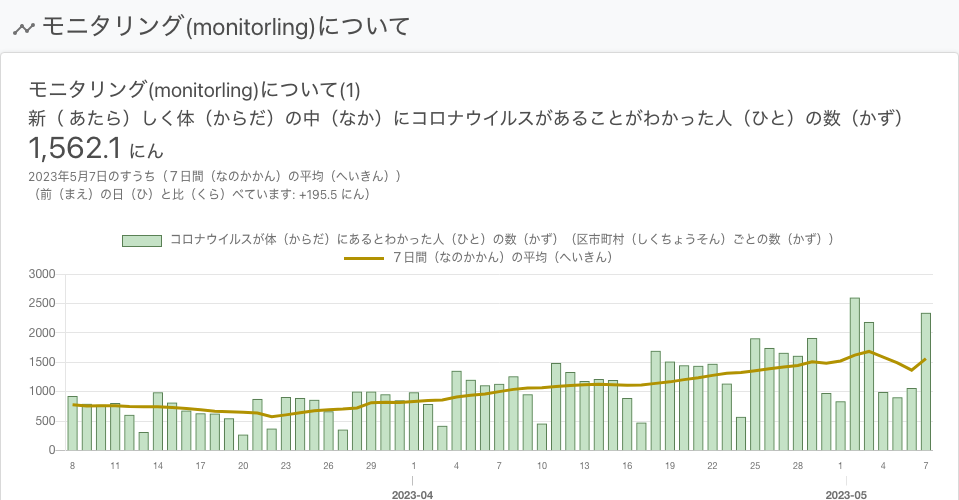 モニタリング(monitorling)について
モニタリング(monitorling)について(1)
新（ あたら）しく体（からだ）の中（なか）にコロナウイルスがあることがわかった人（ひと）の数（かず）
1,562.1 にん
2023年5月7日のすうち（７日間（なのかかん）の平均（へいきん））
（前（まえ）の日（ひ）と比（くら）べています: +195.5 にん）
コロナウイルスが体（からだ）にあるとわかった人（ひと）の数（かず）（区市町村（しくちょうそん）ごとの数（かず））
７日間（なのかかん）の平均（へいきん）
3000
2500
2000
1500
1000
500
0
8 11 14 17 20 23 26 29 1 4 7 10 13 16 19 22 25 28 1 4 7
2023-04 2023-05